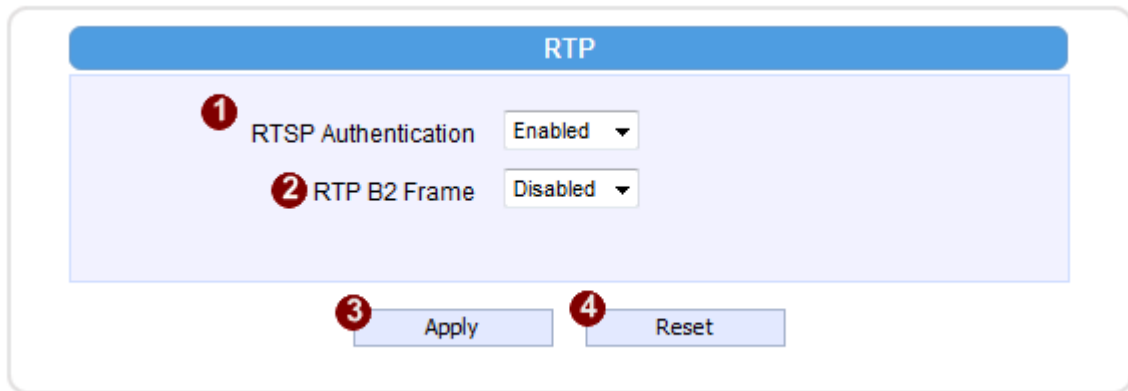 RTP
1 RTSP Authentication Enabled
2 RTP B2 Frame Disabled
3 Apply 4 Reset